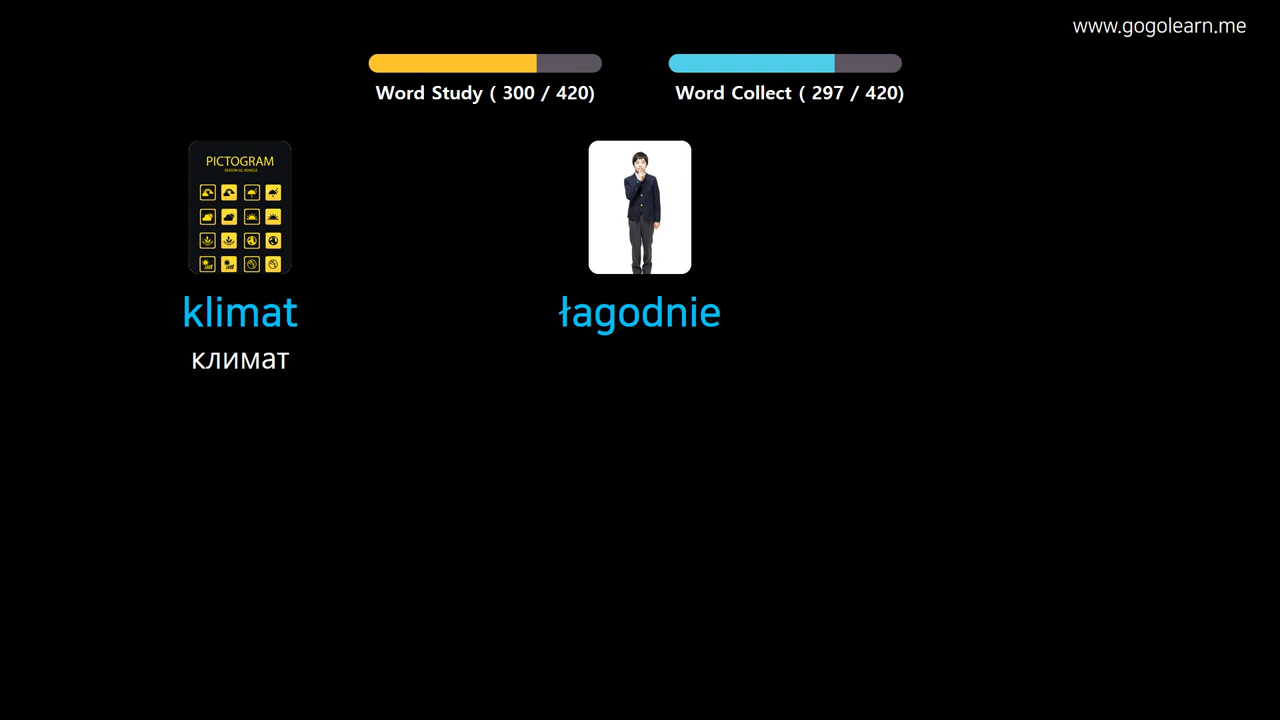 www.gogolearn.me
Word Study ( 300 / 420)
Word Collect ( 297 / 420)
PICTOGRAM
klimat
климат
łagodnie